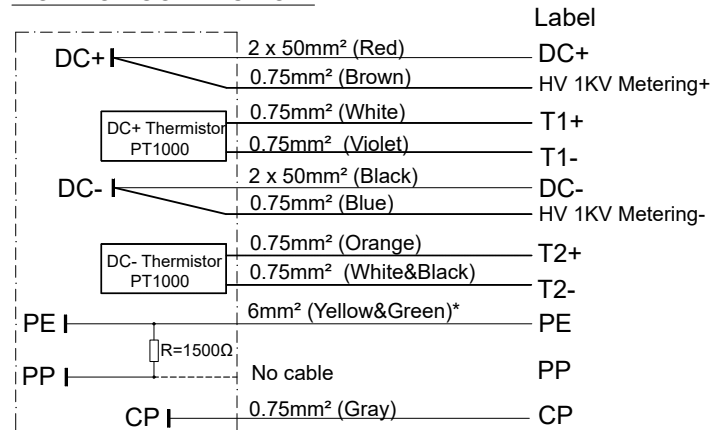 Label
DC+ 2 x 50mm² (Red) DC+
0.75mm² (Brown) HV 1KV Metering+
0.75mm² (White) T1+
DC+ Thermistor
PT1000
0.75mm² (Violet) T1-
DC- 2 x 50mm² (Black) DC-
0.75mm² (Blue) HV 1KV Metering-
0.75mm² (Orange) T2+
DC- Thermistor
PT1000
0.75mm² (White&Black) T2-
PE 6mm² (Yellow&Green)* PE
R=1500Ω
PP No cable PP
CP 0.75mm² (Gray) CP